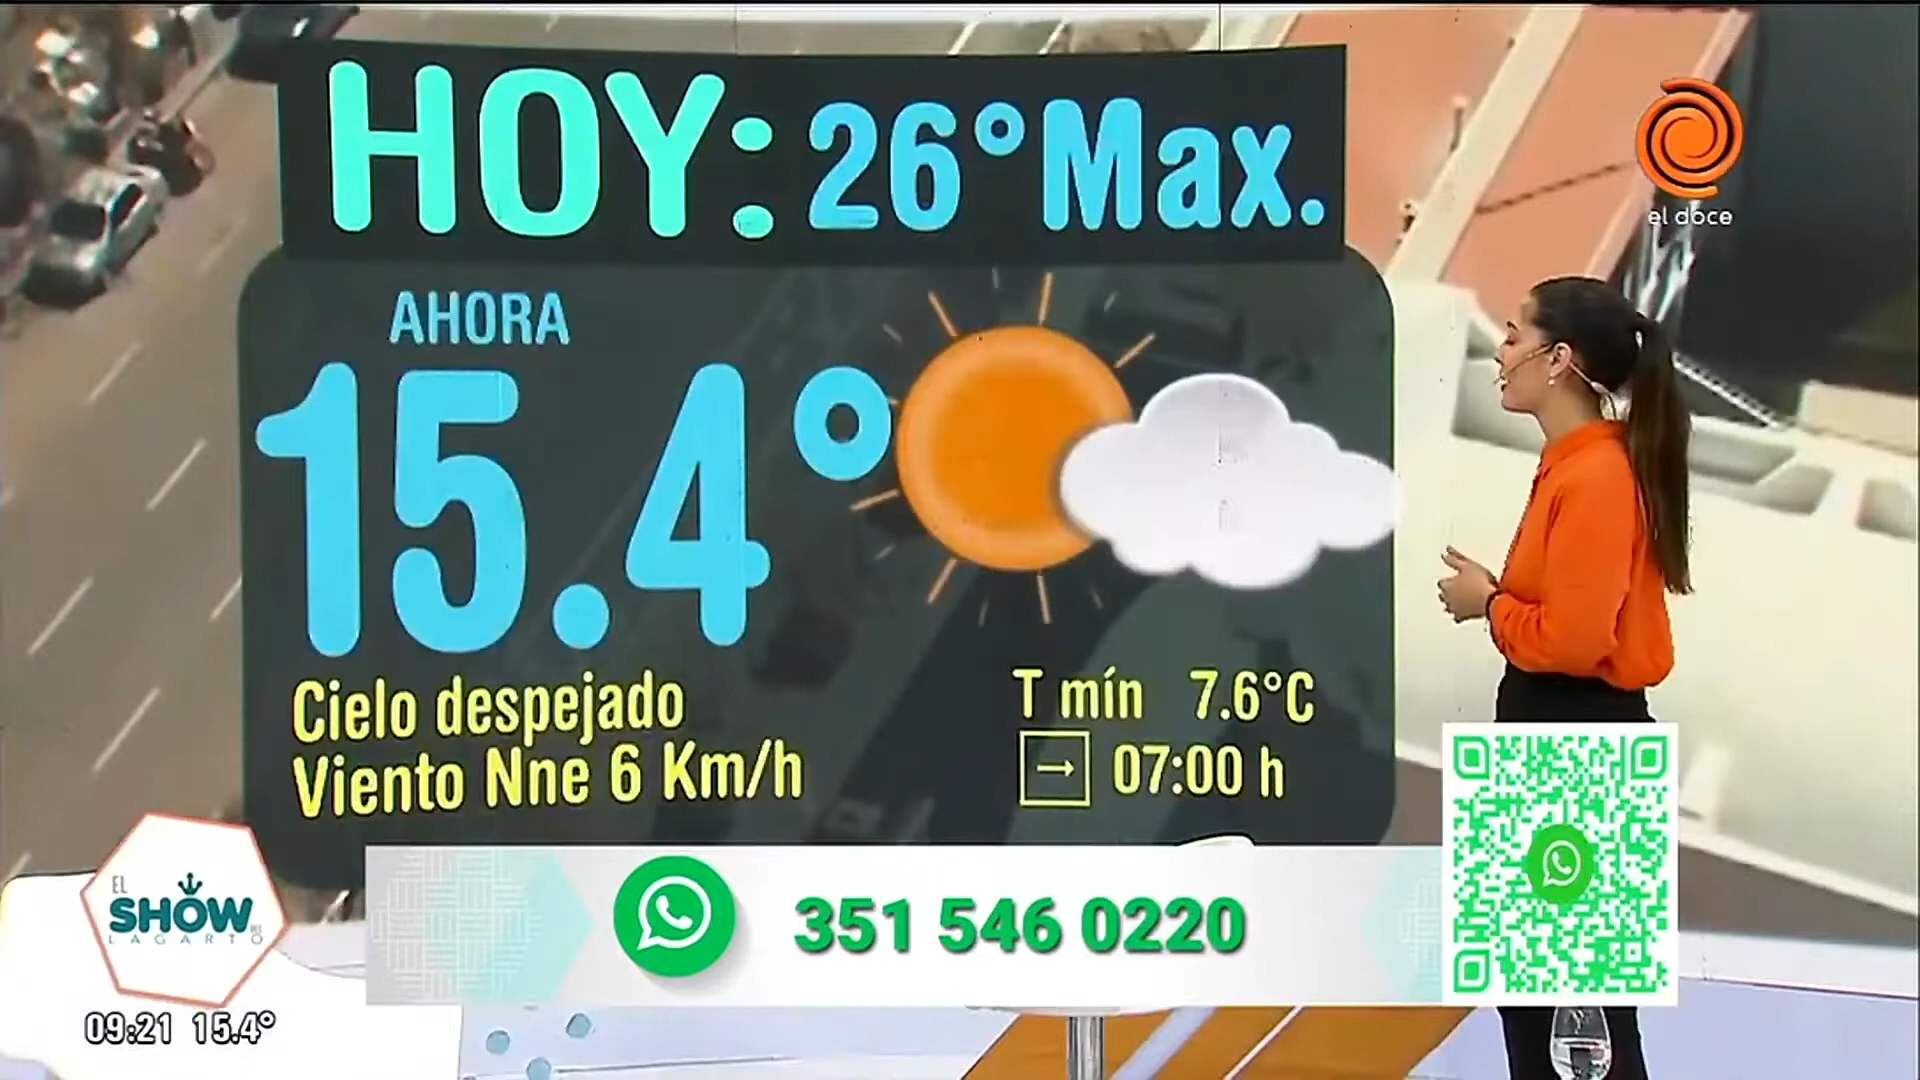 HOY: 26° Max.
el doce
AHORA
15.4°
Cielo despejado
Viento Nne 6 Km/h
T mín 7.6°C
→ 07:00 h
EL
SHOW DEL
LAGARTO
351 546 0220
09:21 15.4°